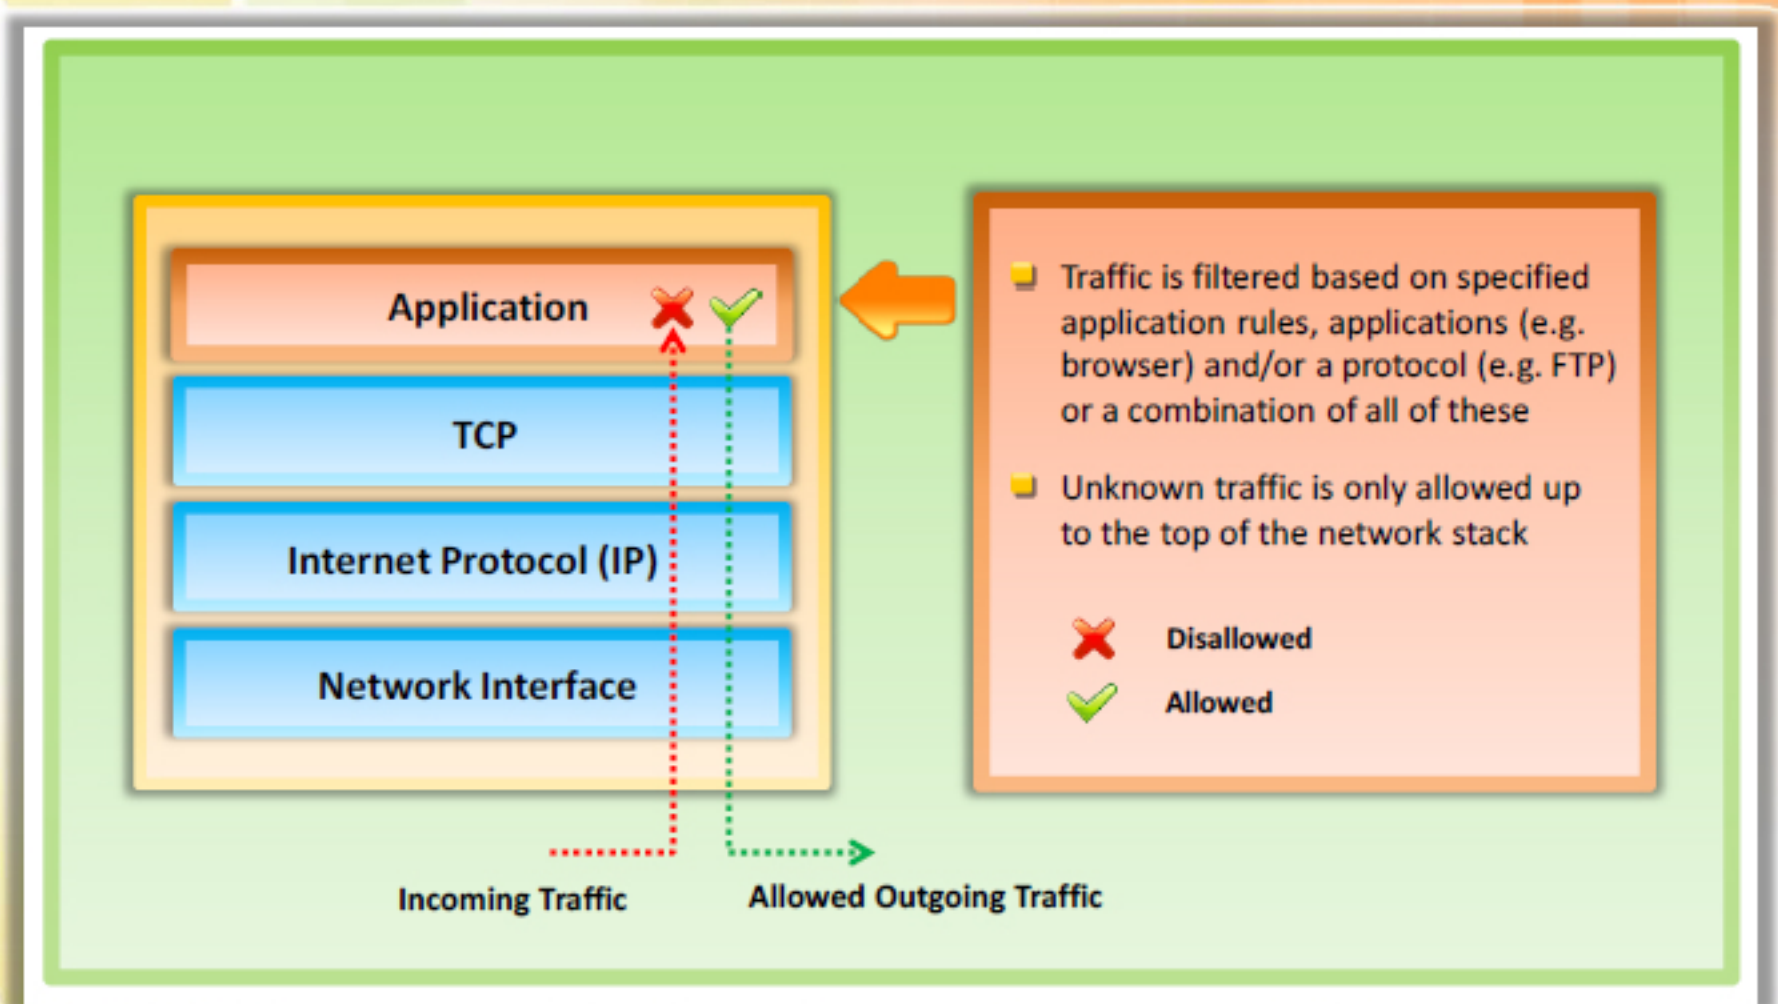 Application
TCP
Internet Protocol (IP)
Network Interface
Incoming Traffic
Allowed Outgoing Traffic
Traffic is filtered based on specified
application rules, applications (e.g.
browser) and/or a protocol (e.g. FTP)
or a combination of all of these
Unknown traffic is only allowed up
to the top of the network stack
Disallowed
Allowed